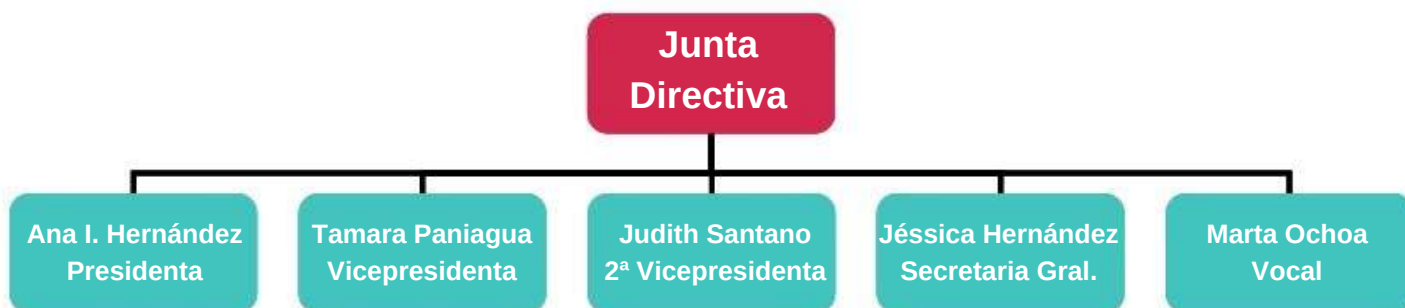 Junta
Directiva
Ana I. Hernández
Presidenta
Tamara Paniagua
Vicepresidenta
Judith Santano
2ª Vicepresidenta
Jéssica Hernández
Secretaria Gral.
Marta Ochoa
Vocal